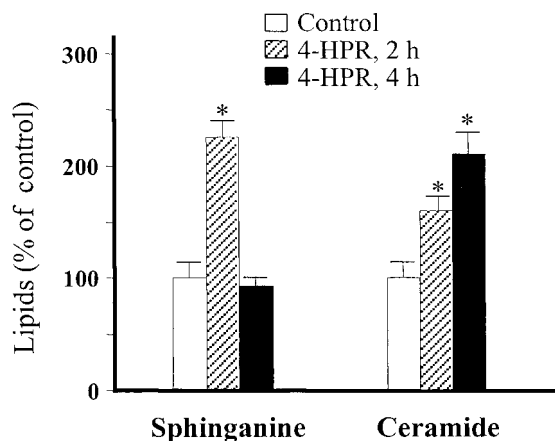 Control
4-HPR, 2 h
4-HPR, 4 h
Lipids (% of control)
300
200
100
0
*
*
*
Sphinganine Ceramide